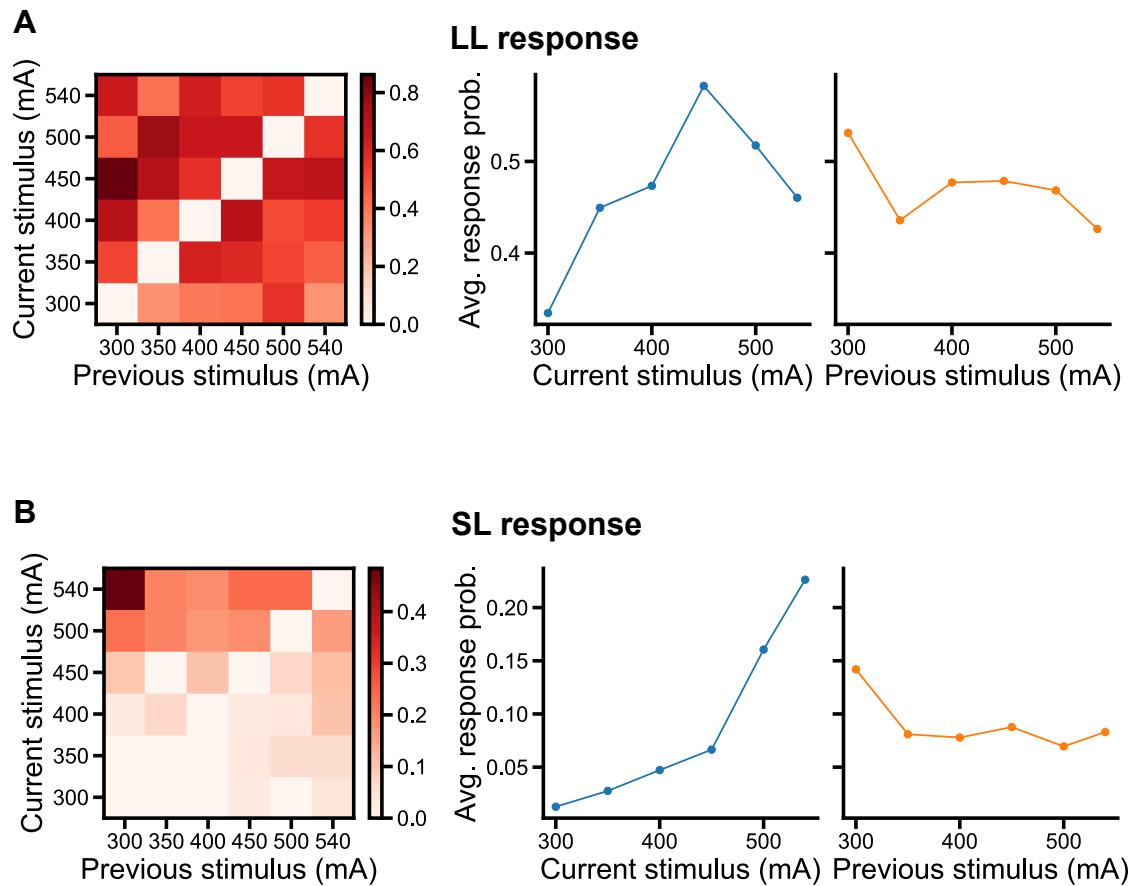 A
LL response
Current stimulus (mA)
540
500
450
400
350
300
300 350 400 450 500 540
Previous stimulus (mA)
0.8
0.6
0.4
0.2
0.0
Avg. response prob.
0.5
0.4
300 400 500
Current stimulus (mA)
300 400 500
Previous stimulus (mA)
B
SL response
Current stimulus (mA)
540
500
450
400
350
300
300 350 400 450 500 540
Previous stimulus (mA)
0.4
0.3
0.2
0.1
0.0
Avg. response prob.
0.20
0.15
0.10
0.05
300 400 500
Current stimulus (mA)
300 400 500
Previous stimulus (mA)